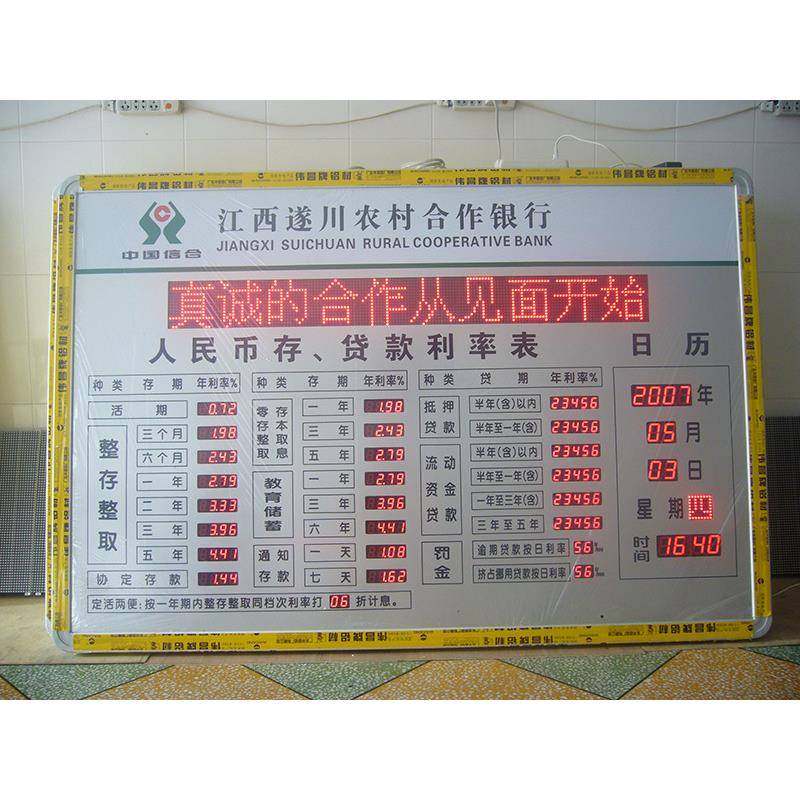 江西遂川农村合作银行
JIANGXI SUICHUAN RURAL COOPERATIVE BANK
中国信合
真诚的合作从见面开始
人民币存、贷款利率表
日历
种类 存期 年利率%
活期 0.72
整存整取
三个月 1.98
六个月 2.43
一年 2.79
二年 3.33
三年 3.96
五年 4.41
协定存款 1.44
种类 存期 年利率%
零存整取 存本取息
一年 1.98
三年 2.43
五年 2.79
教育储蓄
一年 2.79
三年 3.96
六年 4.41
通知存款
一天 1.08
七天 1.62
种类 贷期 年利率%
抵押贷款
半年(含)以内 23456
半年至一年(含) 23456
流动资金贷款
半年(含)以内 23456
半年至一年(含) 23456
一年至三年(含) 23456
三年至五年 23456
罚金
逾期贷款按日利率 56
挤占挪用贷款按日利率 56
定活两便:按一年期内整存整取同档次利率打 06 折计息。
2007年
05月
03日
星期四
时间 16:40
伟昌牌铝材